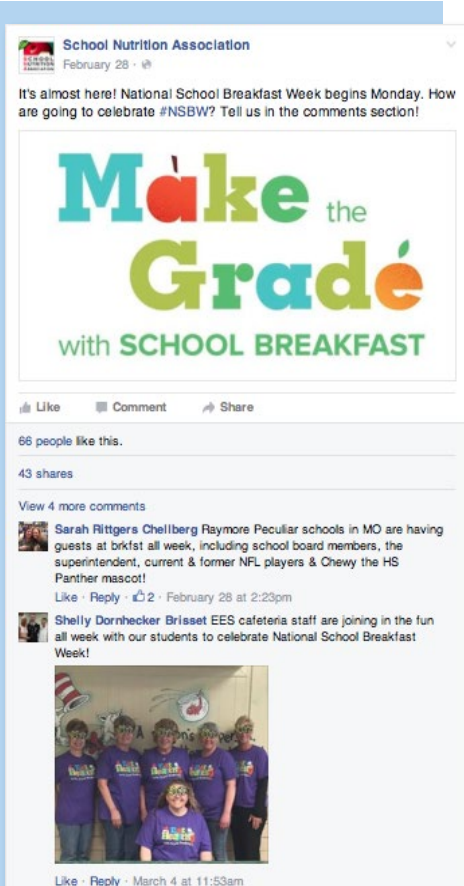 School Nutrition Association
February 28 ·
It's almost here! National School Breakfast Week begins Monday. How
are going to celebrate #NSBW? Tell us in the comments section!
Make the
Grade
with SCHOOL BREAKFAST
Like Comment Share
66 people like this.
43 shares
View 4 more comments
Sarah Rittgers Chellberg Raymore Peculiar schools in MO are having
guests at brkfst all week, including school board members, the
superintendent, current & former NFL players & Chewy the HS
Panther mascot!
Like · Reply · 2 · February 28 at 2:23pm
Shelly Dornhecker Brisset EES cafeteria staff are joining in the fun
all week with our students to celebrate National School Breakfast
Week!
Like · Reply · March 4 at 11:53am